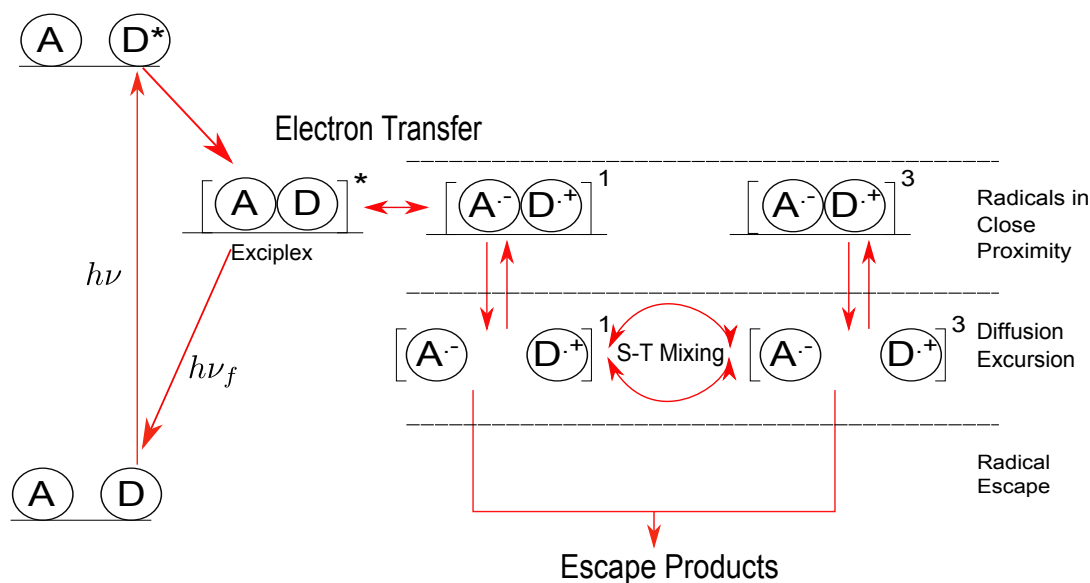 A D*
Electron Transfer
[A D]*
[A·- D·+]1
[A·- D·+]3
Radicals in
Close
Proximity
Exciplex
hν
[A·- D·+]1
S-T Mixing
[A·- D·+]3
Diffusion
Excursion
hνf
A D
Radical
Escape
Escape Products